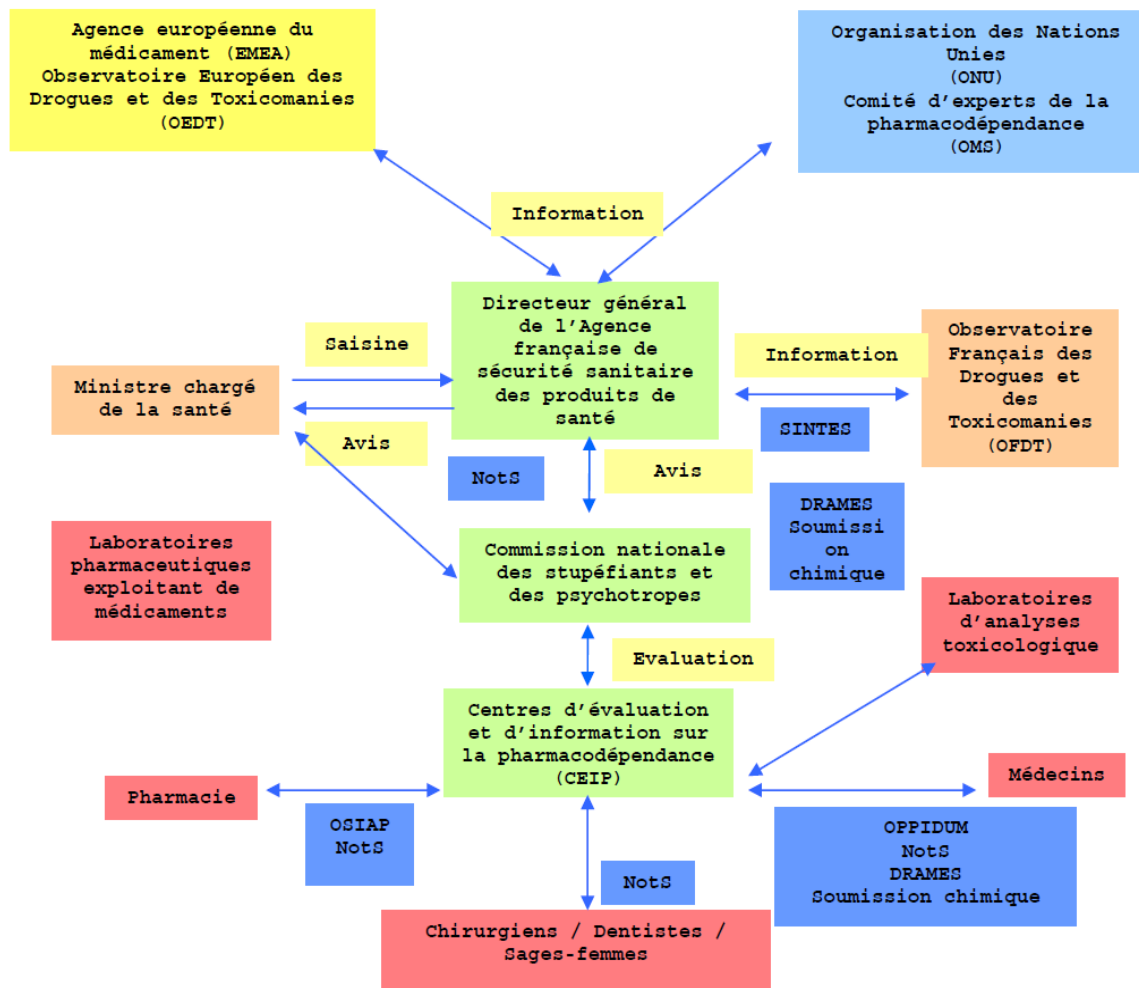 Agence européenne du
médicament (EMEA)
Observatoire Européen des
Drogues et des Toxicomanies
(OEDT)
Organisation des Nations
Unies
(ONU)
Comité d'experts de la
pharmacodépendance
(OMS)
Information
Directeur général
de l'Agence
française de
sécurité sanitaire
des produits de
santé
Saisine
Information
Observatoire
Français des
Drogues et
des
Toxicomanies
(OFDT)
Ministre chargé
de la santé
SINTES
Avis
NotS
Avis
DRAMES
Soumissi
on
chimique
Laboratoires
pharmaceutiques
exploitant de
médicaments
Commission nationale
des stupéfiants et
des psychotropes
Laboratoires
d'analyses
toxicologique
Evaluation
Centres d'évaluation
et d'information sur
la pharmacodépendance
(CEIP)
Pharmacie
Médecins
OSIAP
NotS
OPPIDUM
NotS
DRAMES
Soumission chimique
NotS
Chirurgiens / Dentistes /
Sages-femmes